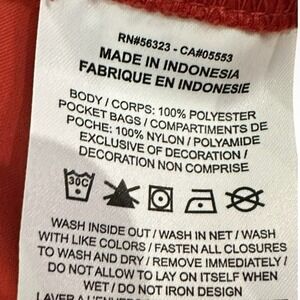 RN#56323 - CA#05553
MADE IN INDONESIA
FABRIQUE EN INDONESIE
BODY / CORPS: 100% POLYESTER
POCKET BAGS / COMPARTIMENTS DE
POCHE: 100% NYLON / POLYAMIDE
EXCLUSIVE OF DECORATION /
DECORATION NON COMPRISE
30C
WASH INSIDE OUT / WASH IN NET / WASH
WITH LIKE COLORS / FASTEN ALL CLOSURES
TO WASH AND DRY / REMOVE IMMEDIATELY /
DO NOT ALLOW TO LAY ON ITSELF WHEN
WET / DO NOT IRON DESIGN
LAVER A L'ENVERS